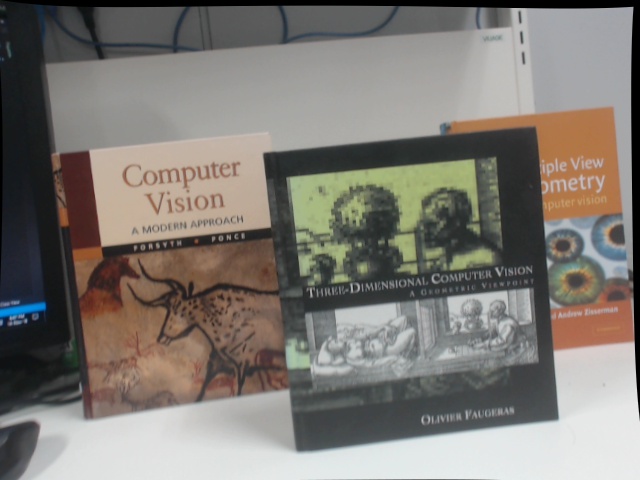 Computer
Vision
A MODERN APPROACH
FORSYTH PONCE
THREE-DIMENSIONAL COMPUTER VISION
A GEOMETRIC VIEWPOINT
OLIVIER FAUGERAS
iple View
ometry
mputer vision
d Andrew Zisserman